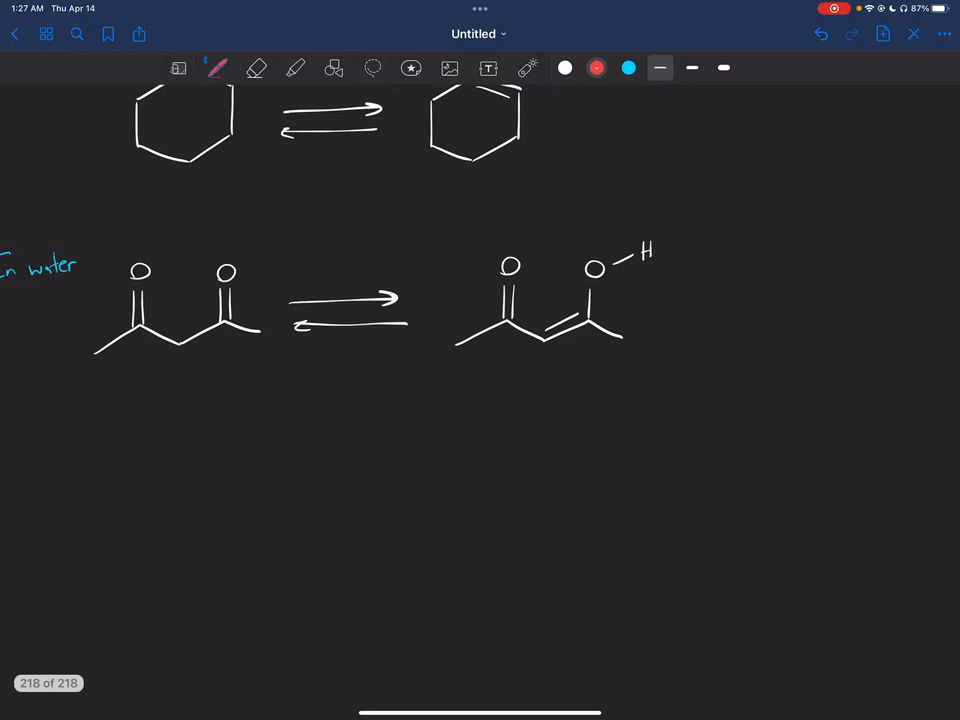 1:27 AM Thu Apr 14
87%
Untitled
T
In water
O
O
O
O
H
218 of 218